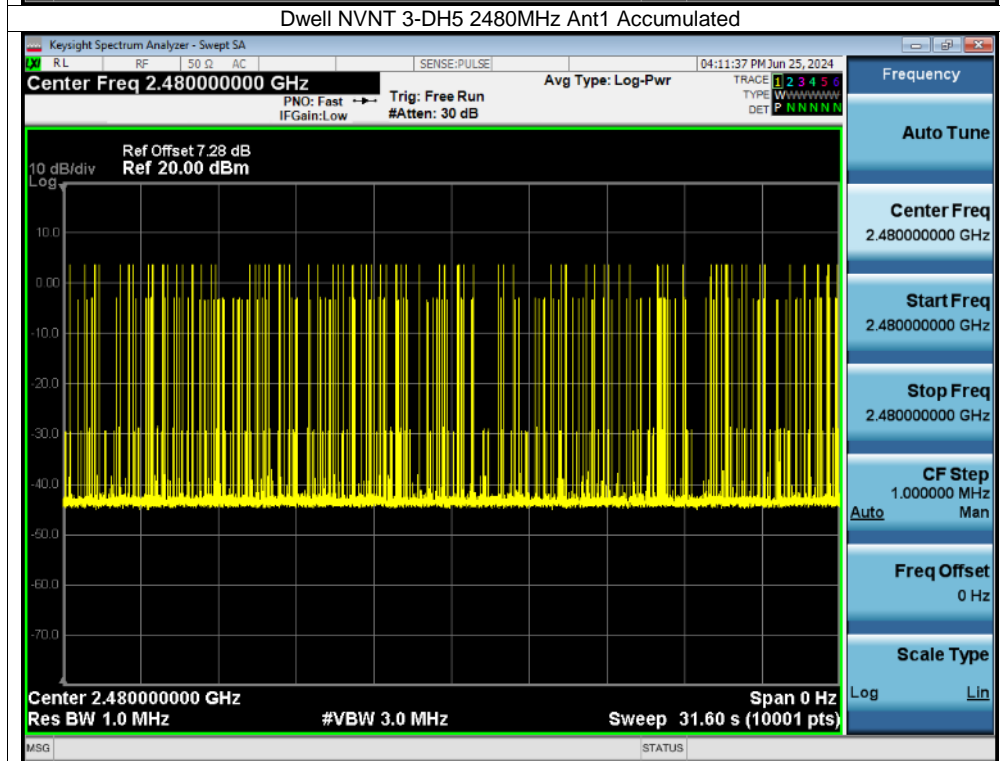 Dwell NVNT 3-DH5 2480MHz Ant1 Accumulated
Keysight Spectrum Analyzer - Swept SA
RL RF 50 Ω AC SENSE:PULSE 04:11:37 PM Jun 25, 2024
Center Freq 2.480000000 GHz Avg Type: Log-Pwr TRACE 1 2 3 4 5 6
PNO: Fast Trig: Free Run TYPE WWWWWW
IFGain:Low #Atten: 30 dB DET P NNNNN
Frequency
Auto Tune
Ref Offset 7.28 dB
10 dB/div Ref 20.00 dBm
Log
10.0
0.00
-10.0
-20.0
-30.0
-40.0
-50.0
-60.0
-70.0
Center Freq
2.480000000 GHz
Start Freq
2.480000000 GHz
Stop Freq
2.480000000 GHz
CF Step
1.000000 MHz
Auto Man
Freq Offset
0 Hz
Scale Type
Log Lin
Center 2.480000000 GHz Span 0 Hz
Res BW 1.0 MHz #VBW 3.0 MHz Sweep 31.60 s (10001 pts)
MSG STATUS